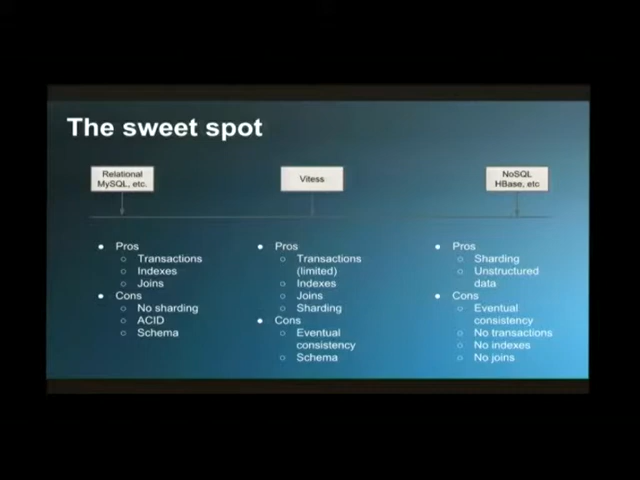 The sweet spot
Relational
MySQL, etc.
Vitess
NoSQL
HBase, etc
● Pros
○ Transactions
○ Indexes
○ Joins
● Cons
○ No sharding
○ ACID
○ Schema
● Pros
○ Transactions
(limited)
○ Indexes
○ Joins
○ Sharding
● Cons
○ Eventual
consistency
○ Schema
● Pros
○ Sharding
○ Unstructured
data
● Cons
○ Eventual
consistency
○ No transactions
○ No indexes
○ No joins